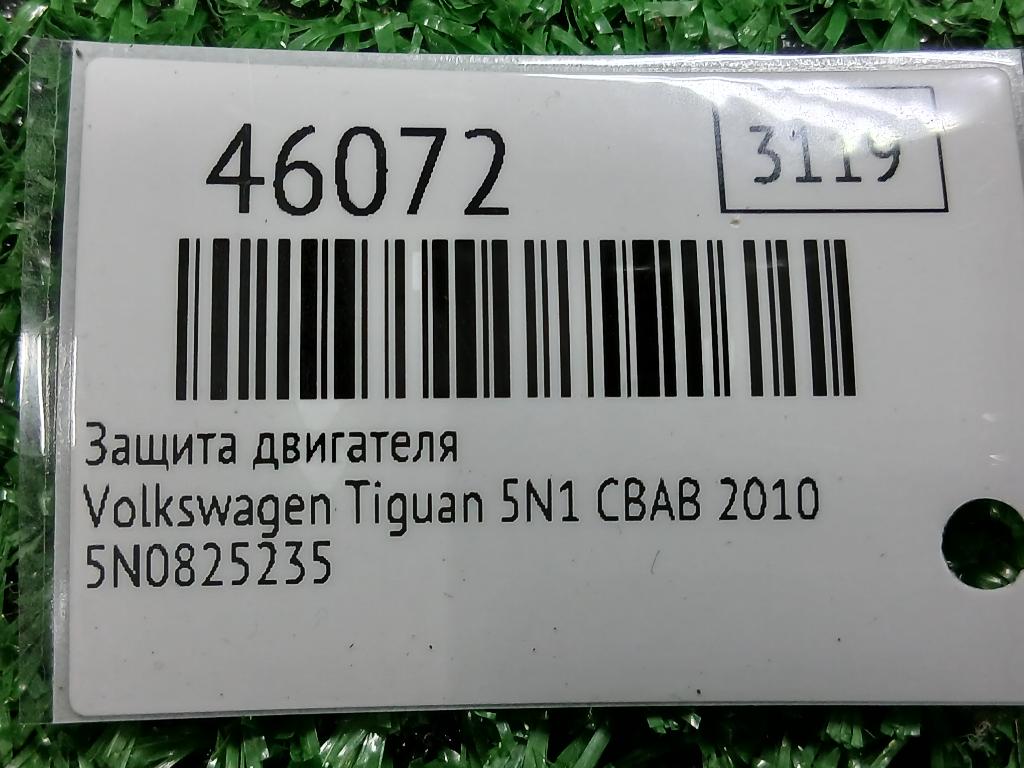 46072
3119
Защита двигателя
Volkswagen Tiguan 5N1 CBAB 2010
5N0825235